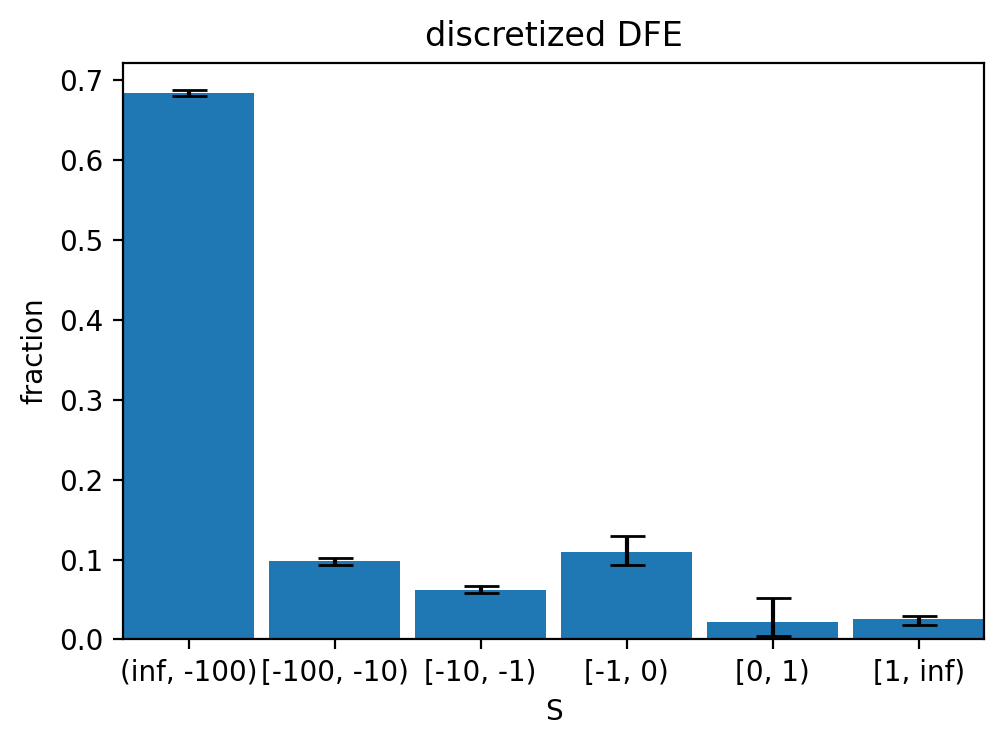 discretized DFE
0.7
0.6
0.5
0.4
0.3
0.2
0.1
0.0
fraction
(inf, -100) [-100, -10) [-10, -1) [-1, 0) [0, 1) [1, inf)
S